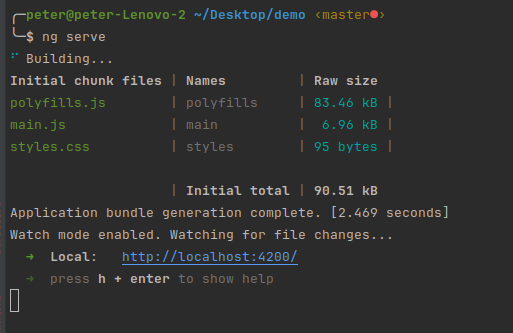 peter@peter-Lenovo-2 ~/Desktop/demo ‹master●›
$ ng serve
Building...
Initial chunk files | Names | Raw size
polyfills.js | polyfills | 83.46 kB |
main.js | main | 6.96 kB |
styles.css | styles | 95 bytes |
| Initial total | 90.51 kB
Application bundle generation complete. [2.469 seconds]
Watch mode enabled. Watching for file changes...
➜ Local: http://localhost:4200/
➜ press h + enter to show help